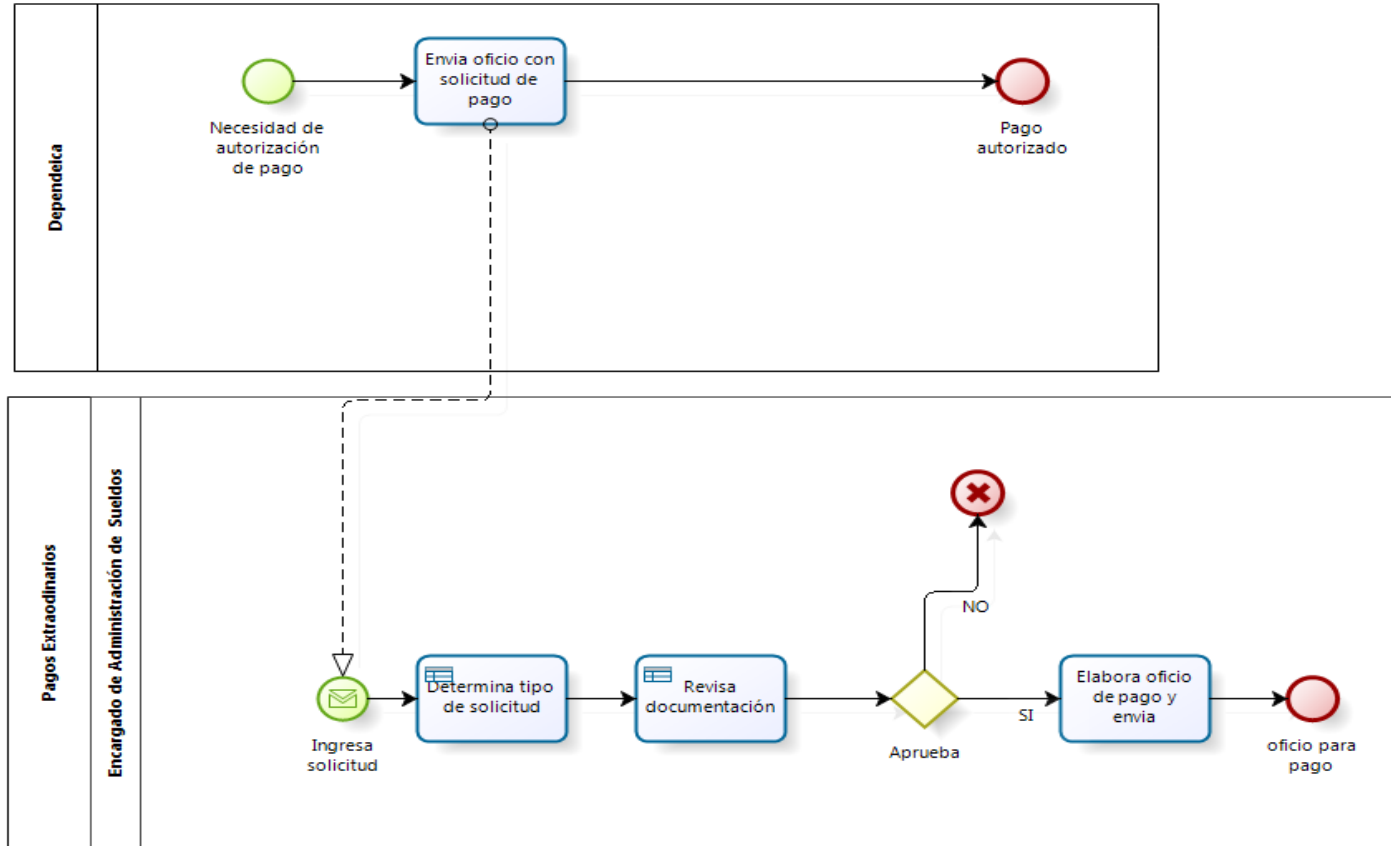 Dependeica
Necesidad de
autorización
de pago
Envia oficio con
solicitud de
pago
Pago
autorizado
Pagos Extraodinarios
Encargado de Administración de Sueldos
Ingresa
solicitud
Determina tipo
de solicitud
Revisa
documentación
Aprueba
NO
SI
Elabora oficio
de pago y
envia
oficio para
pago